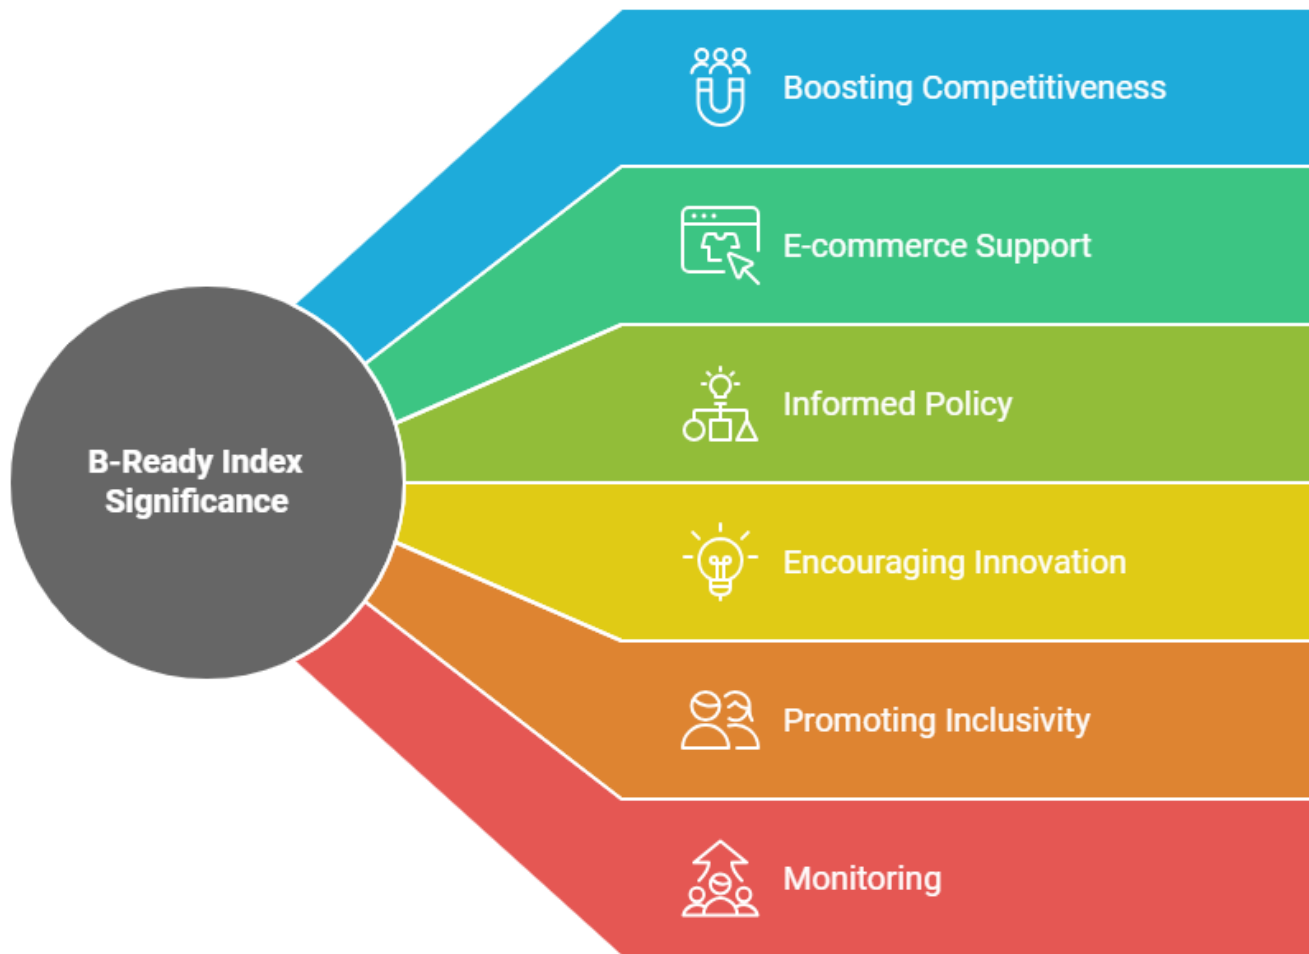 B-Ready Index
Significance
Boosting Competitiveness
E-commerce Support
Informed Policy
Encouraging Innovation
Promoting Inclusivity
Monitoring